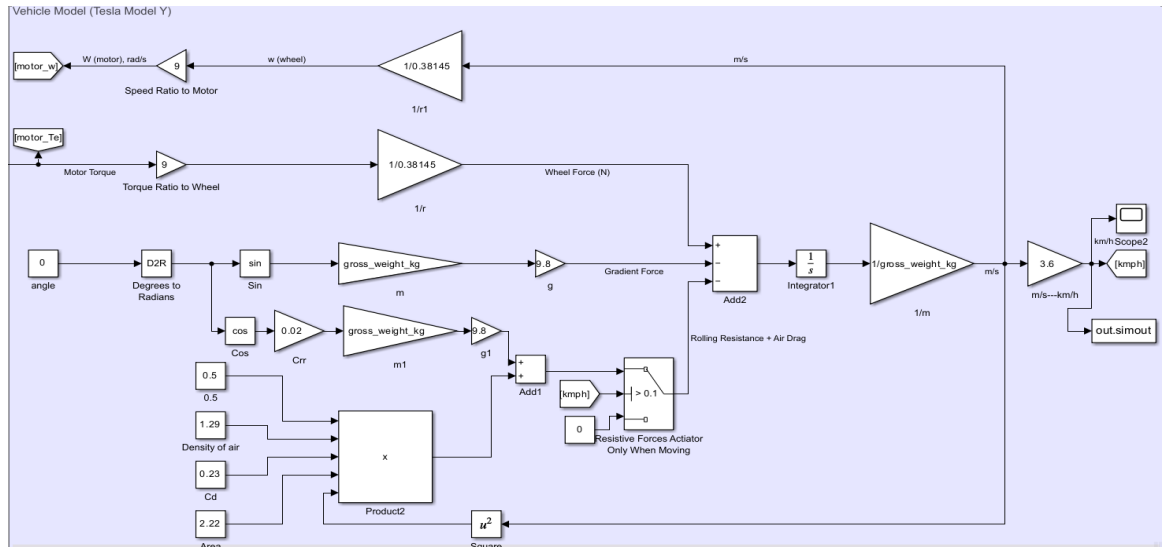 Vehicle Model (Tesla Model Y)
[motor_w]
W (motor), rad/s
9
w (wheel)
1/0.38145
m/s
Speed Ratio to Motor
1/r1
[motor_Te]
Motor Torque
9
1/0.38145
Wheel Force (N)
Torque Ratio to Wheel
1/r
0
angle
D2R
Degrees to
Radians
sin
Sin
gross_weight_kg
m
9.8
g
Gradient Force
+
−
−
Add2
1
s
Integrator1
1/gross_weight_kg
1/m
m/s
3.6
m/s---km/h
km/h
Scope2
[kmph]
out.simout
cos
Cos
0.02
Crr
gross_weight_kg
m1
9.8
g1
+
+
Add1
Rolling Resistance + Air Drag
[kmph]
> 0.1
0
Resistive Forces Actiator
Only When Moving
0.5
0.5
1.29
Density of air
0.23
Cd
2.22
Area
x
Product2
u²
Square